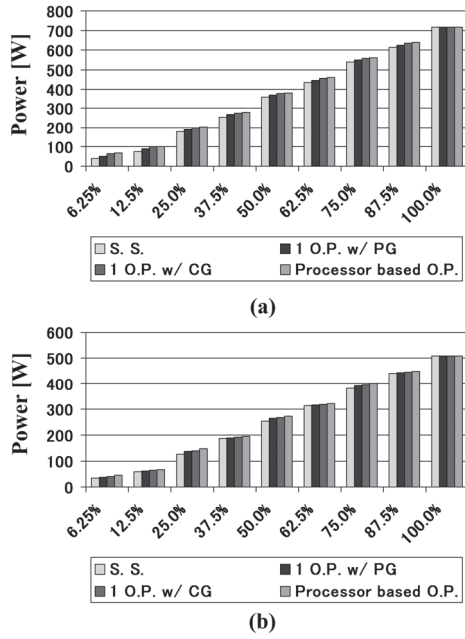 Power [W]
800
700
600
500
400
300
200
100
0
6.25%
12.5%
25.0%
37.5%
50.0%
62.5%
75.0%
87.5%
100.0%
S. S.
1 O.P. w/ PG
1 O.P. w/ CG
Processor based O.P.
(a)
Power [W]
600
500
400
300
200
100
0
6.25%
12.5%
25.0%
37.5%
50.0%
62.5%
75.0%
87.5%
100.0%
S. S.
1 O.P. w/ PG
1 O.P. w/ CG
Processor based O.P.
(b)